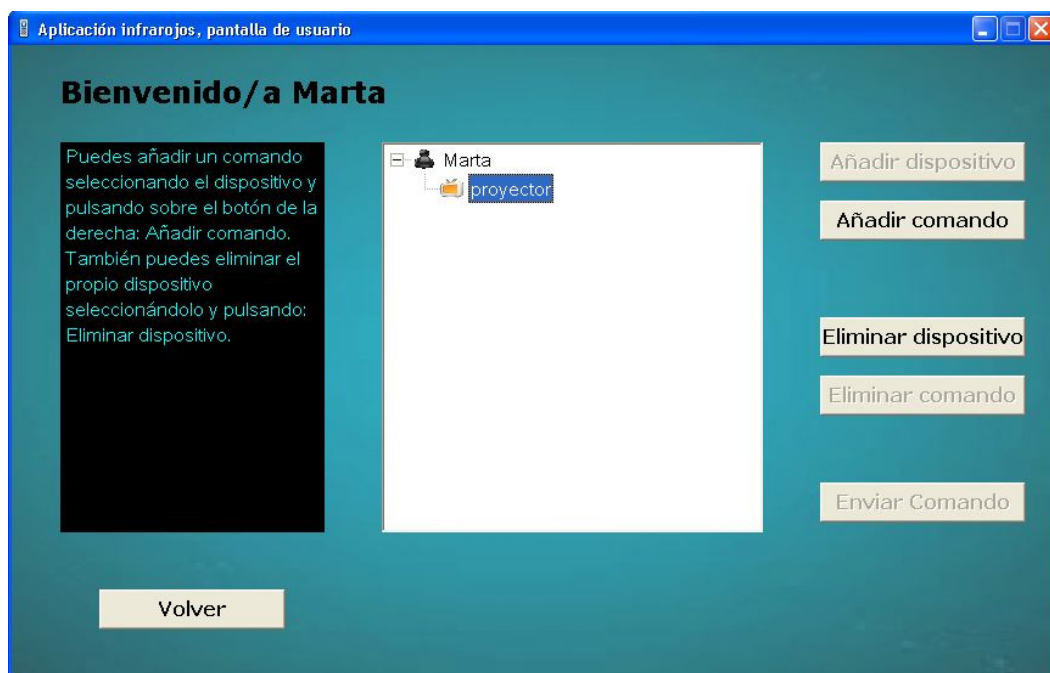 Aplicación infrarojos, pantalla de usuario
Bienvenido/a Marta
Puedes añadir un comando
seleccionando el dispositivo y
pulsando sobre el botón de la
derecha: Añadir comando.
También puedes eliminar el
propio dispositivo
seleccionándolo y pulsando:
Eliminar dispositivo.
Marta
proyector
Añadir dispositivo
Añadir comando
Eliminar dispositivo
Eliminar comando
Enviar Comando
Volver